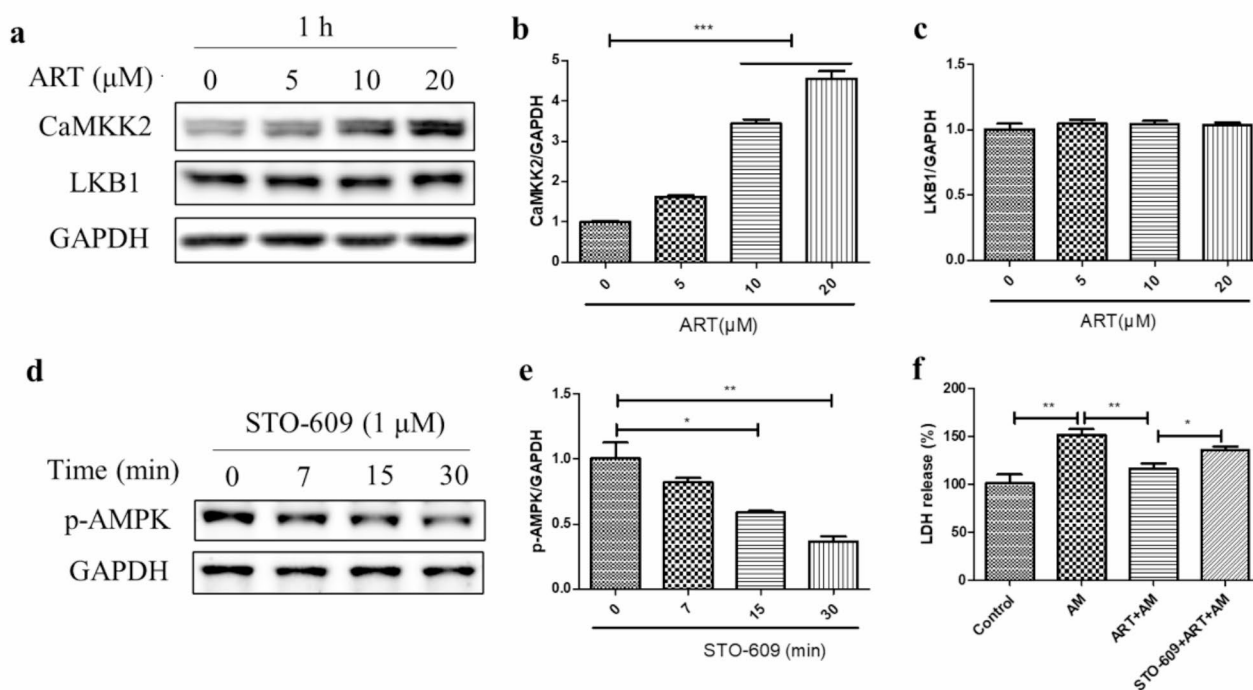 a
1 h
ART (μM) 0 5 10 20
CaMKK2
LKB1
GAPDH
b
***
CaMKK2/GAPDH
5
4
3
2
1
0
0 5 10 20
ART(μM)
c
LKB1/GAPDH
1.5
1.0
0.5
0.0
0 5 10 20
ART(μM)
d
STO-609 (1 μM)
Time (min) 0 7 15 30
p-AMPK
GAPDH
e
**
*
p-AMPK/GAPDH
1.5
1.0
0.5
0.0
0 7 15 30
STO-609 (min)
f
** ** *
LDH release (%)
200
150
100
50
0
Control AM ART+AM STO-609+ART+AM